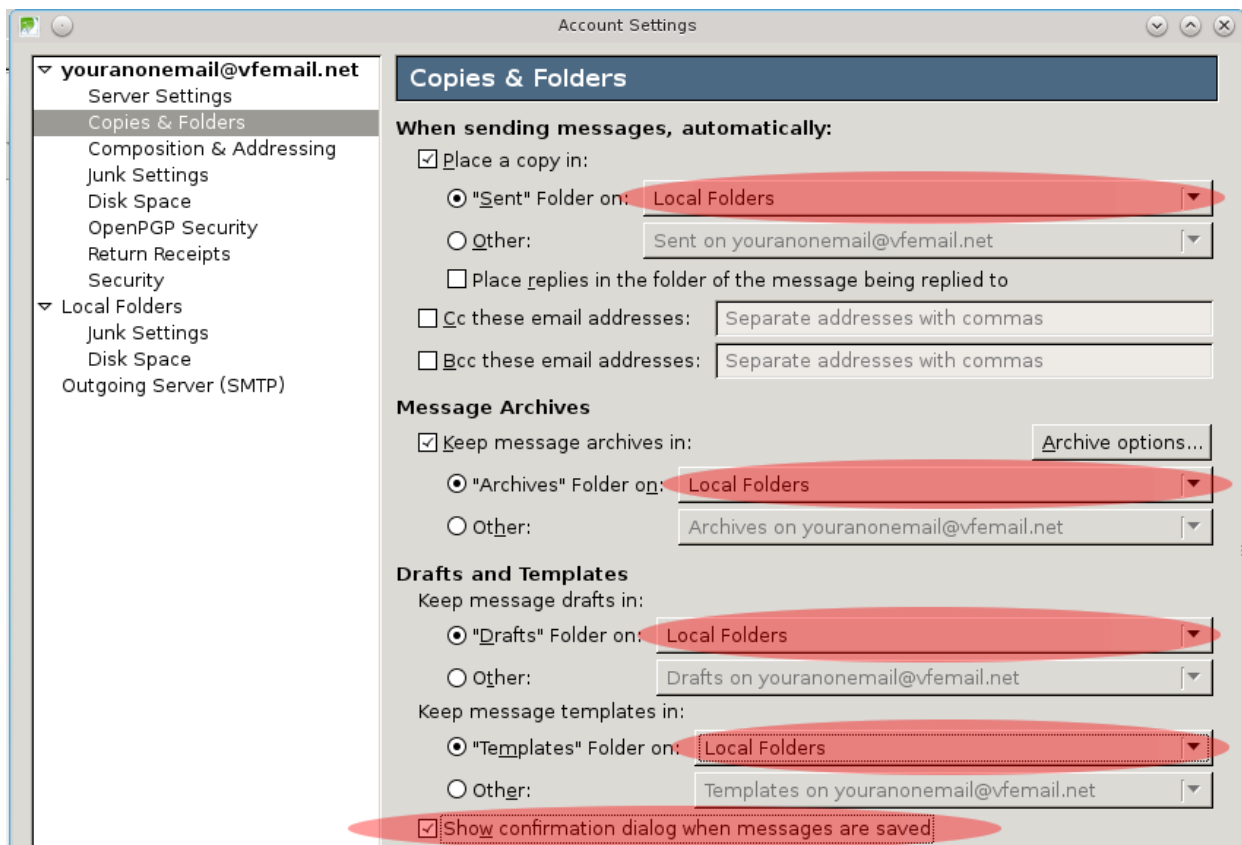 Account Settings
youranonemail@vfemail.net
Server Settings
Copies & Folders
Composition & Addressing
Junk Settings
Disk Space
OpenPGP Security
Return Receipts
Security
Local Folders
Junk Settings
Disk Space
Outgoing Server (SMTP)
Copies & Folders
When sending messages, automatically:
Place a copy in:
"Sent" Folder on: Local Folders
Other: Sent on youranonemail@vfemail.net
Place replies in the folder of the message being replied to
Cc these email addresses: Separate addresses with commas
Bcc these email addresses: Separate addresses with commas
Message Archives
Keep message archives in: Archive options...
"Archives" Folder on: Local Folders
Other: Archives on youranonemail@vfemail.net
Drafts and Templates
Keep message drafts in:
"Drafts" Folder on: Local Folders
Other: Drafts on youranonemail@vfemail.net
Keep message templates in:
"Templates" Folder on: Local Folders
Other: Templates on youranonemail@vfemail.net
Show confirmation dialog when messages are saved